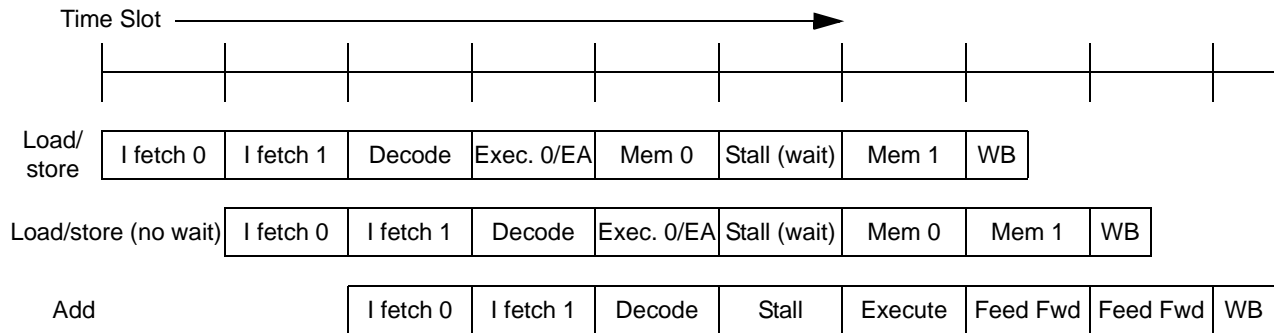 Time Slot
Load/
store
I fetch 0 I fetch 1 Decode Exec. 0/EA Mem 0 Stall (wait) Mem 1 WB
Load/store (no wait) I fetch 0 I fetch 1 Decode Exec. 0/EA Stall (wait) Mem 0 Mem 1 WB
Add I fetch 0 I fetch 1 Decode Stall Execute Feed Fwd Feed Fwd WB